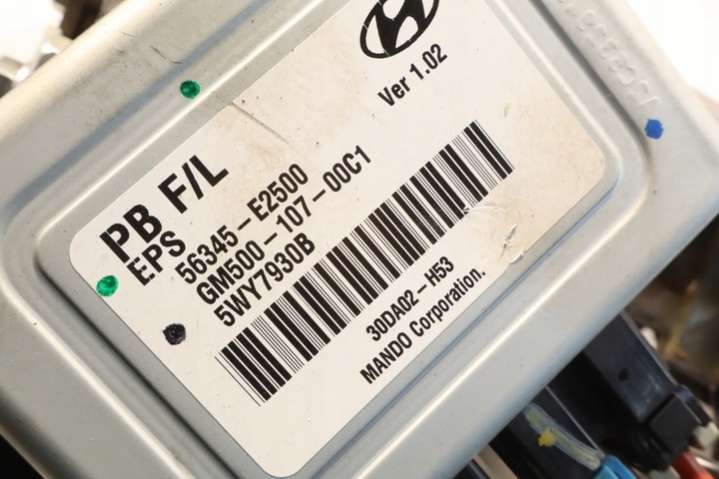 PB F/L
EPS
Ver 1.02
56345-E2500
GM500-107-00C1
5WY7930B
30DA02-H53
MANDO Corporation.